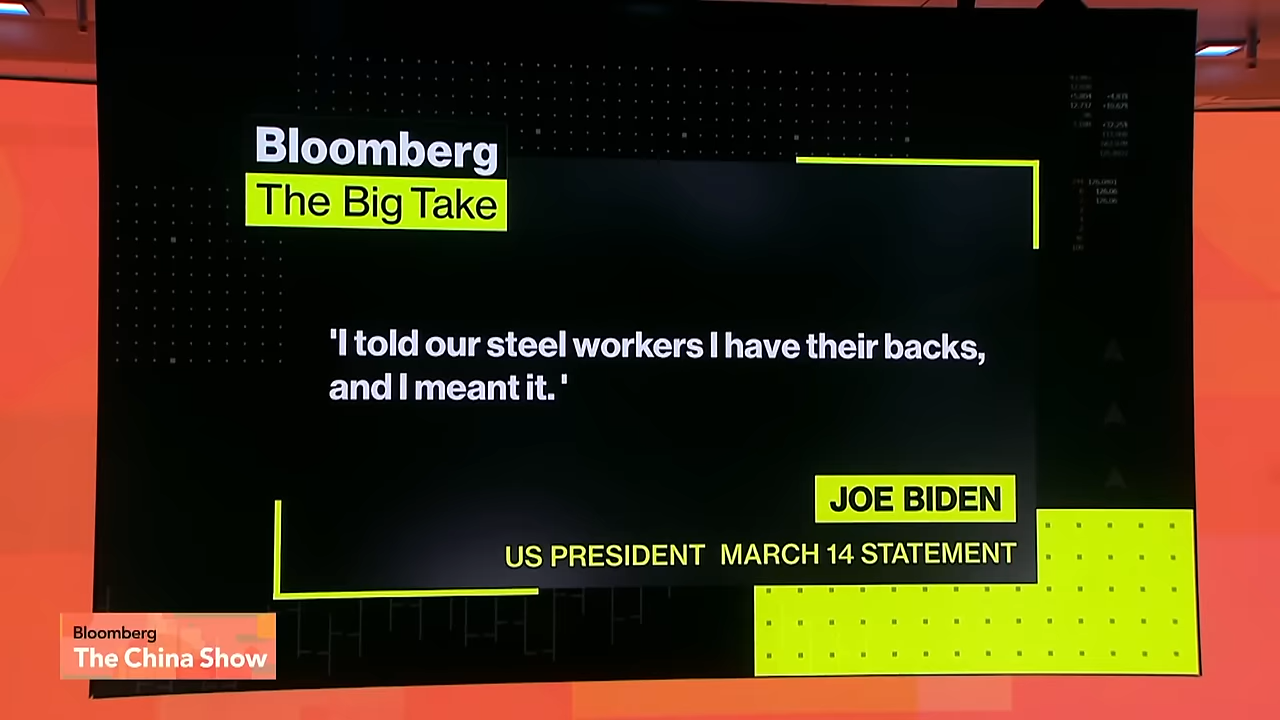 Bloomberg
The Big Take
'I told our steel workers I have their backs,
and I meant it. '
JOE BIDEN
US PRESIDENT MARCH 14 STATEMENT
Bloomberg
The China Show